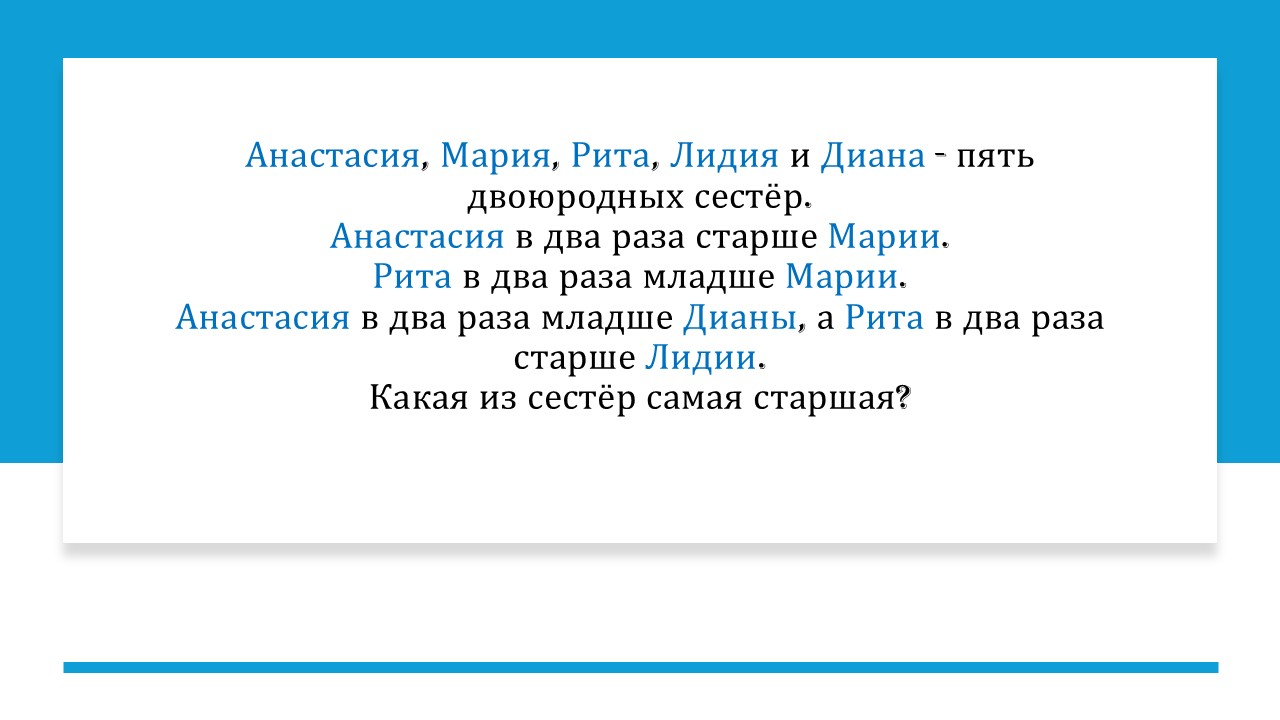 Анастасия, Мария, Рита, Лидия и Диана - пять
двоюродных сестёр.
Анастасия в два раза старше Марии.
Рита в два раза младше Марии.
Анастасия в два раза младше Дианы, а Рита в два раза
старше Лидии.
Какая из сестёр самая старшая?